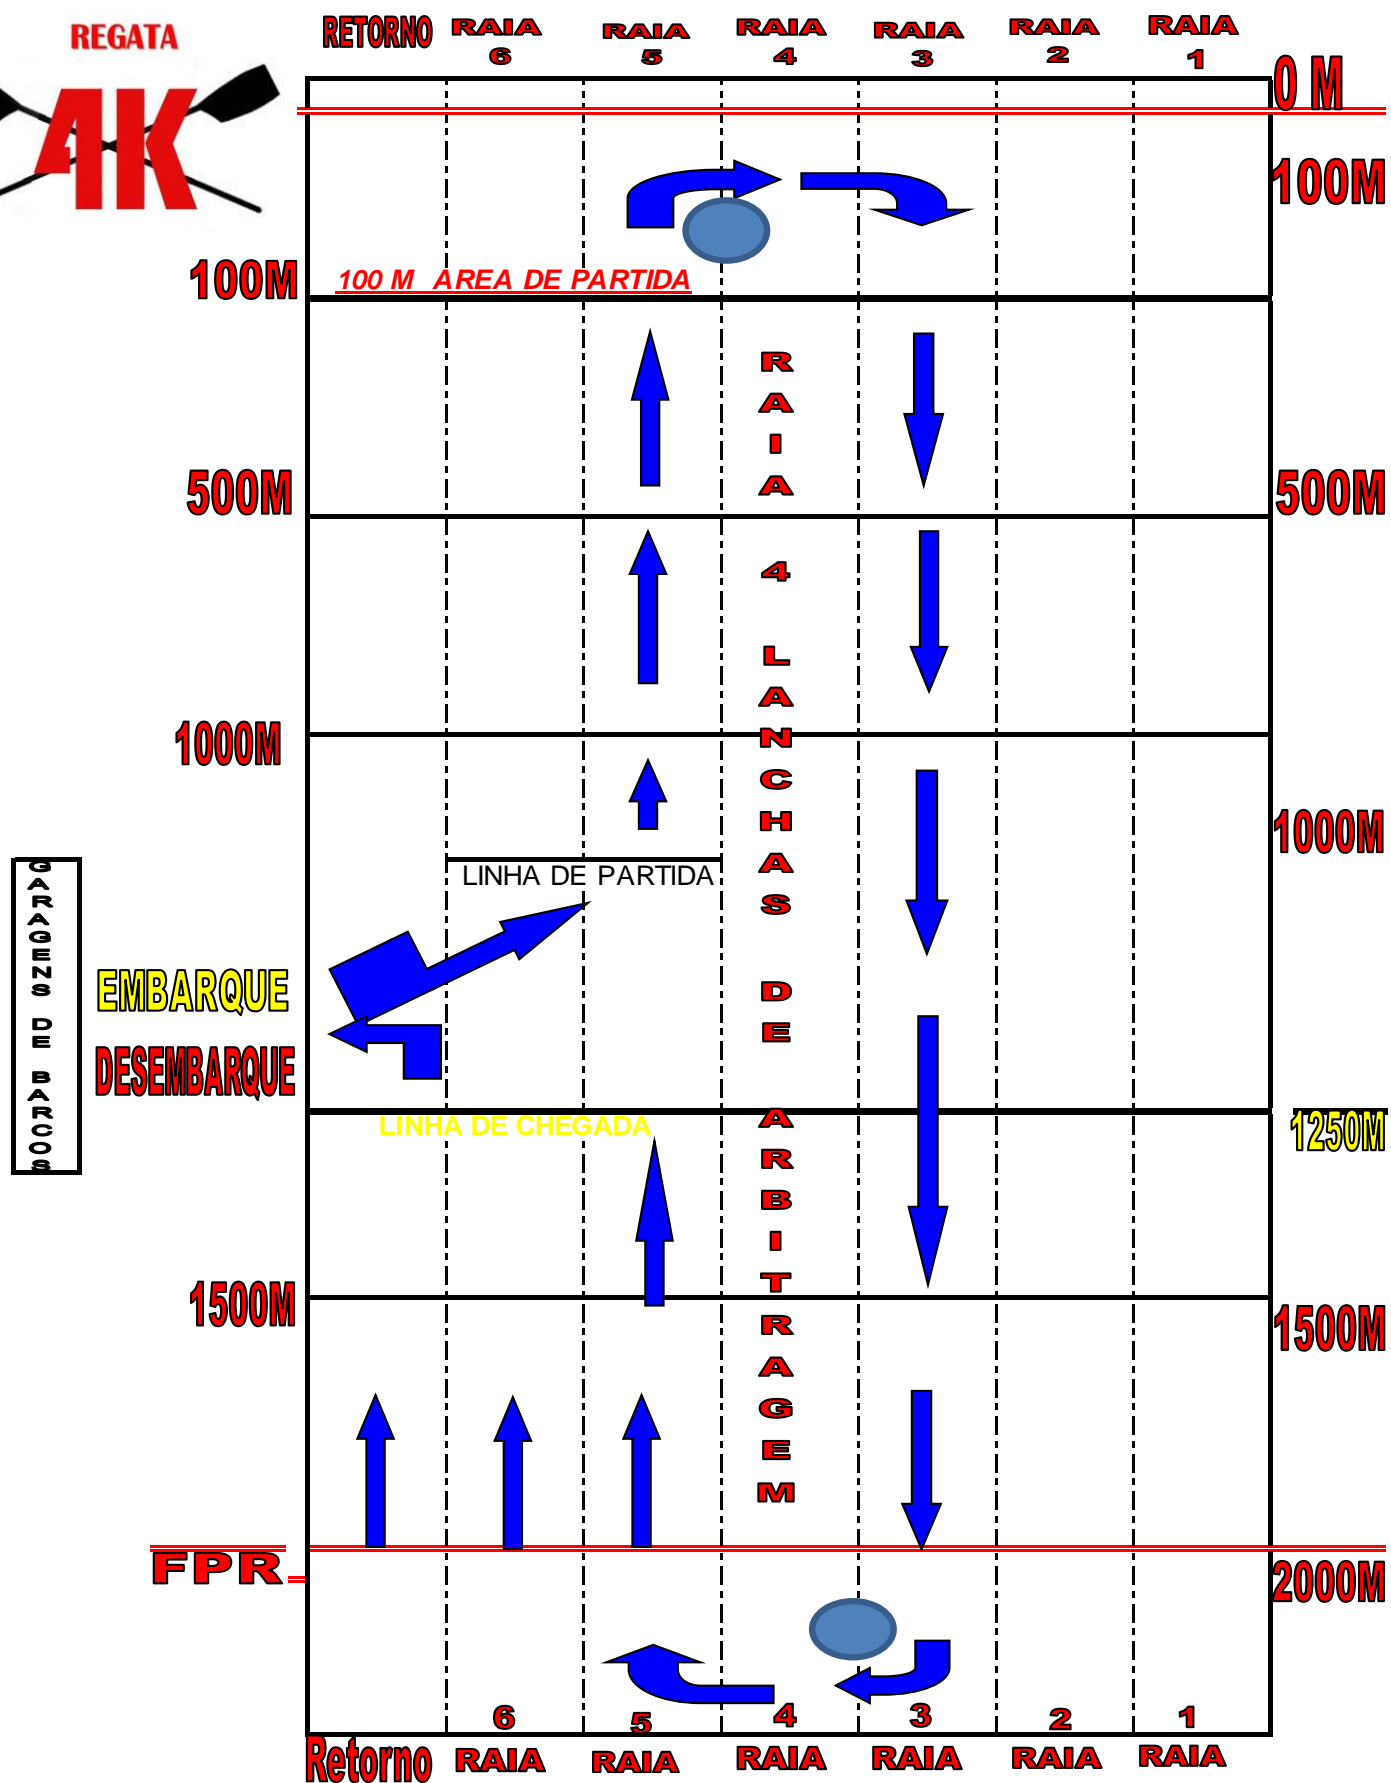 REGATA
4K
RETORNO
RAIA 6
RAIA 5
RAIA 4
RAIA 3
RAIA 2
RAIA 1
0 M
100M
100M
100 M AREA DE PARTIDA
500M
500M
1000M
1000M
RAIA 4 LANCHAS DE ARBITRAGEM
LINHA DE PARTIDA
GARAGENS DE BARCOS
EMBARQUE
DESEMBARQUE
LINHA DE CHEGADA
1250M
1500M
1500M
FPR
2000M
Retorno
6 RAIA
5 RAIA
4 RAIA
3 RAIA
2 RAIA
1 RAIA